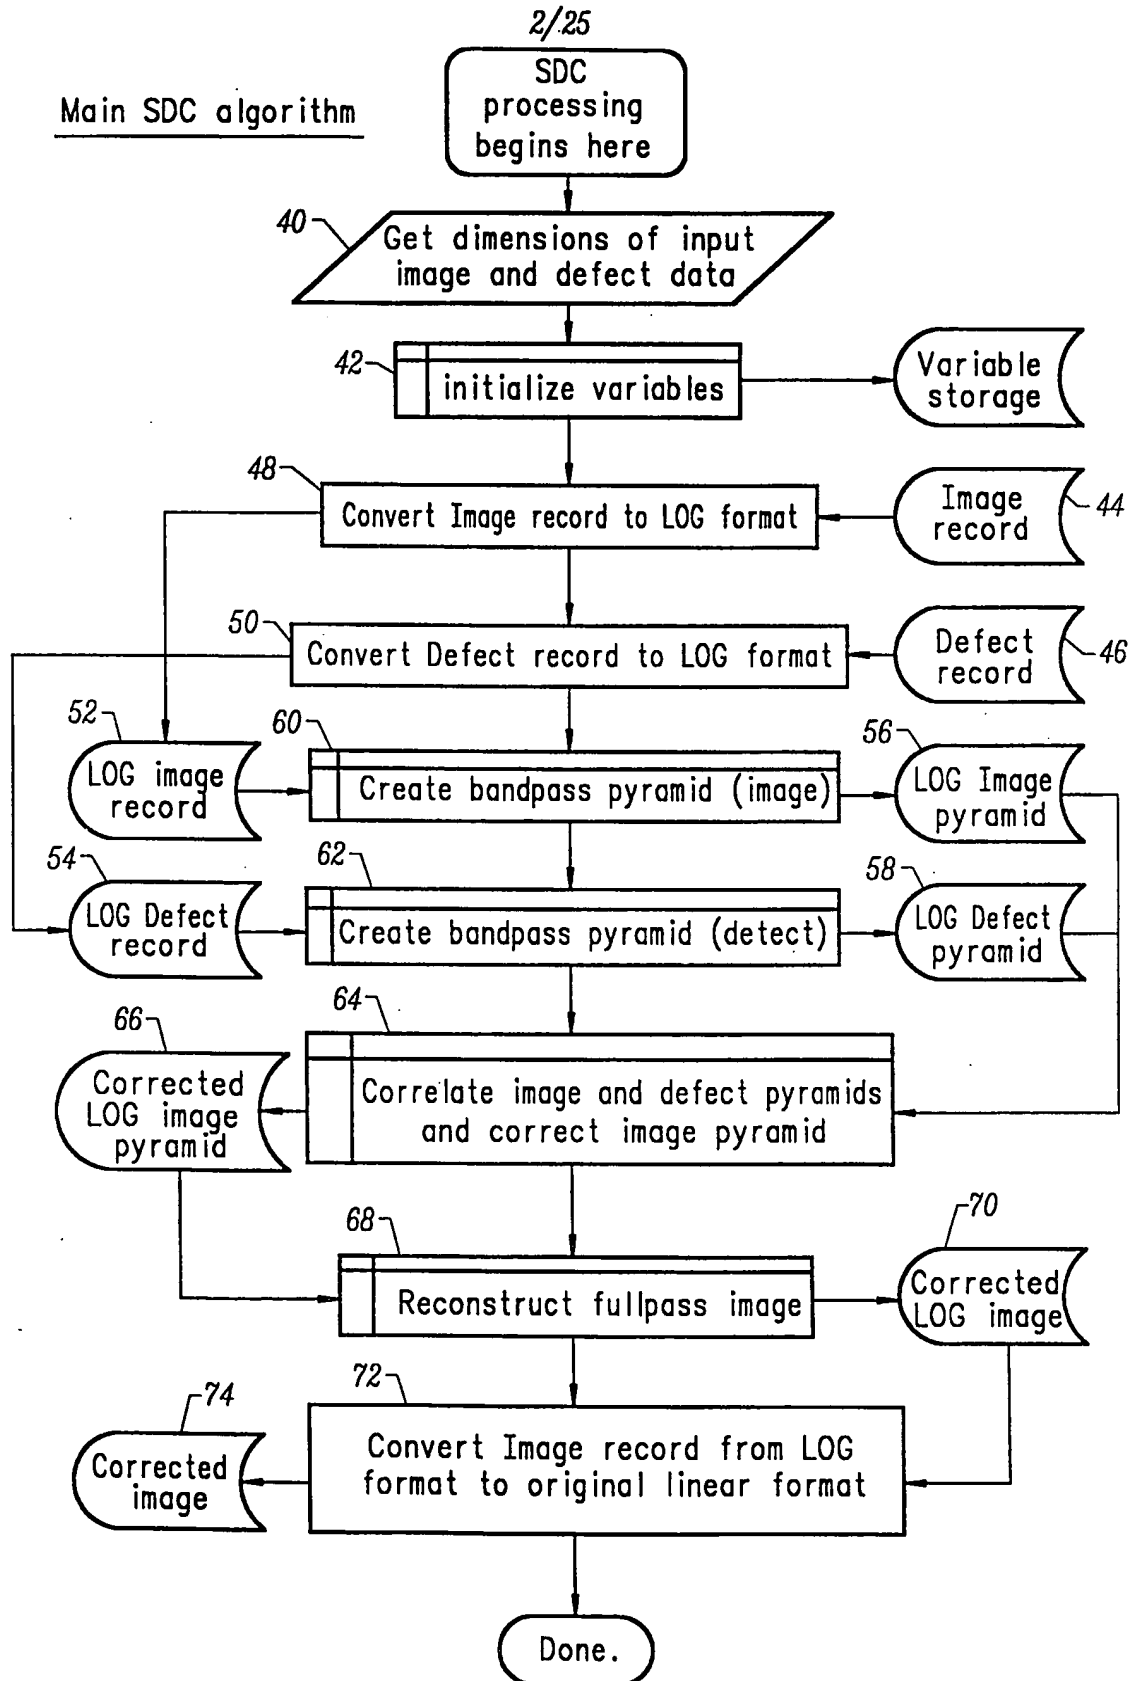 2/25
Main SDC algorithm
SDC
processing
begins here
40
Get dimensions of input
image and defect data
42
initialize variables
Variable
storage
48
Convert Image record to LOG format
Image
record
44
50
Convert Defect record to LOG format
Defect
record
46
52
LOG image
record
60
Create bandpass pyramid (image)
56
LOG Image
pyramid
54
LOG Defect
record
62
Create bandpass pyramid (detect)
58
LOG Defect
pyramid
66
Corrected
LOG image
pyramid
64
Correlate image and defect pyramids
and correct image pyramid
68
Reconstruct fullpass image
70
Corrected
LOG image
74
Corrected
image
72
Convert Image record from LOG
format to original linear format
Done.